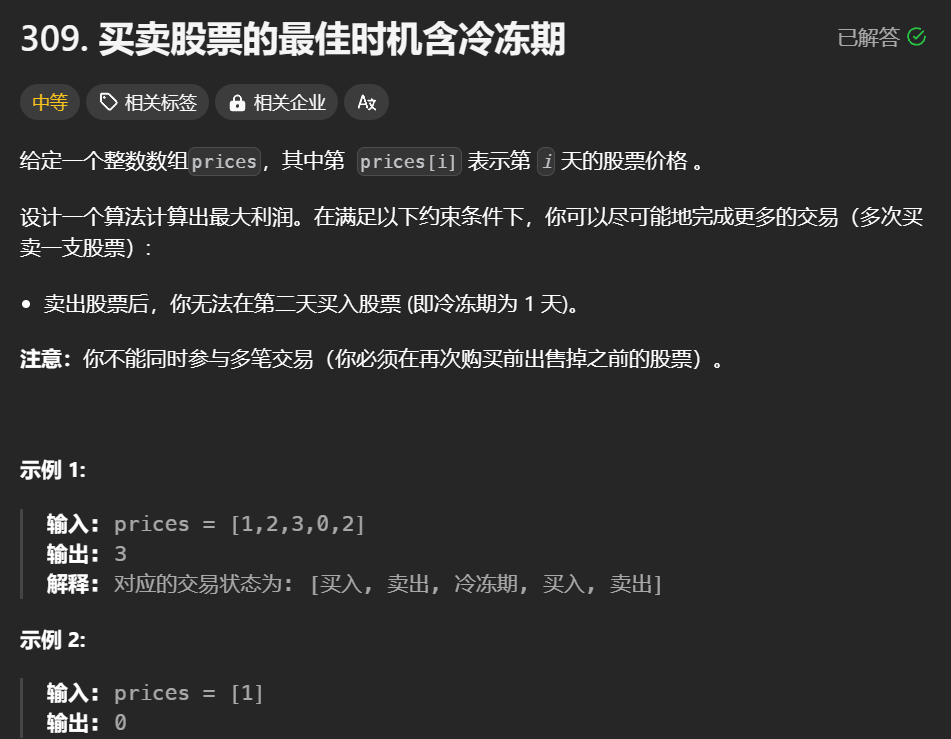 309. 买卖股票的最佳时机含冷冻期
已解答
中等 相关标签 相关企业 Ax
给定一个整数数组prices，其中第 prices[i] 表示第 i 天的股票价格 。
设计一个算法计算出最大利润。在满足以下约束条件下，你可以尽可能地完成更多的交易（多次买
卖一支股票）:
• 卖出股票后，你无法在第二天买入股票 (即冷冻期为 1 天)。
注意：你不能同时参与多笔交易（你必须在再次购买前出售掉之前的股票）。
示例 1:
输入: prices = [1,2,3,0,2]
输出: 3
解释: 对应的交易状态为: [买入, 卖出, 冷冻期, 买入, 卖出]
示例 2:
输入: prices = [1]
输出: 0